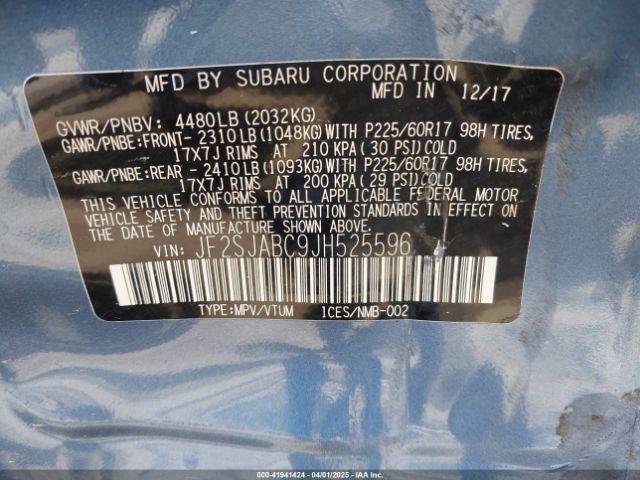 MFD BY SUBARU CORPORATION
MFD IN 12/17
GVWR/PNBV: 4480LB (2032KG)
GAWR/PNBE:FRONT- 2310LB(1048KG)WITH P225/60R17 98H TIRES,
17X7J RIMS AT 210 KPA( 30 PSI)COLD
GAWR/PNBE:REAR - 2410LB(1093KG)WITH P225/60R17 98H TIRES,
17X7J RIMS AT 200 KPA(29 PSI)COLD
THIS VEHICLE CONFORMS TO ALL APPLICABLE FEDERAL MOTOR
VEHICLE SAFETY AND THEFT PREVENTION STANDARDS IN EFFECT
ON THE DATE OF MANUFACTURE SHOWN ABOVE.
VIN: JF2SJABC9JH525596
TYPE:MPV/VTUM ICES/NMB-002
000-41941424 - 04/01/2025 - IAA Inc.